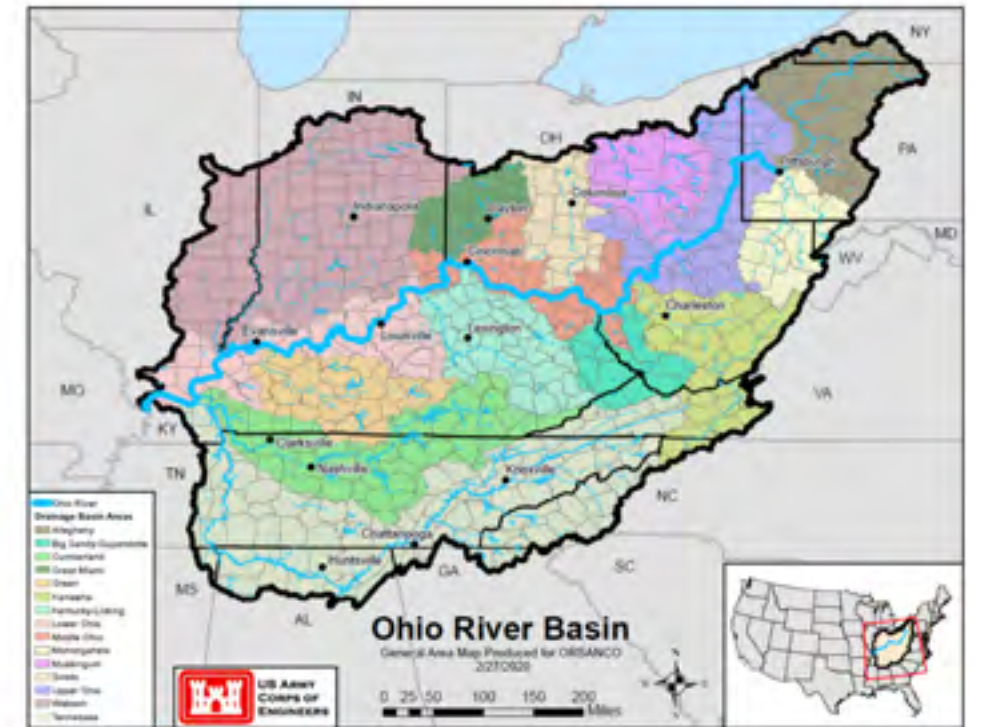 NY
IN
OH
PA
Pittsburgh
Columbus
IL
Indianapolis
Dayton
MD
WV
Cincinnati
Charleston
Evansville
Louisville
Lexington
MO
VA
KY
Clarksville
TN
Nashville
Knoxville
NC
Chattanooga
Huntsville
MS
GA
SC
AL
Ohio River
Drainage Basin Areas
Allegheny
Big Sandy-Guyandotte
Cumberland
Great Miami
Green
Kanawha
Kentucky-Licking
Lower Ohio
Middle Ohio
Monongahela
Muskingum
Scioto
Upper Ohio
Wabash
Tennessee
Ohio River Basin
General Area Map Produced for ORSANCO
2/27/2020
US ARMY
CORPS OF
ENGINEERS
0 25 50 100 150 200
Miles